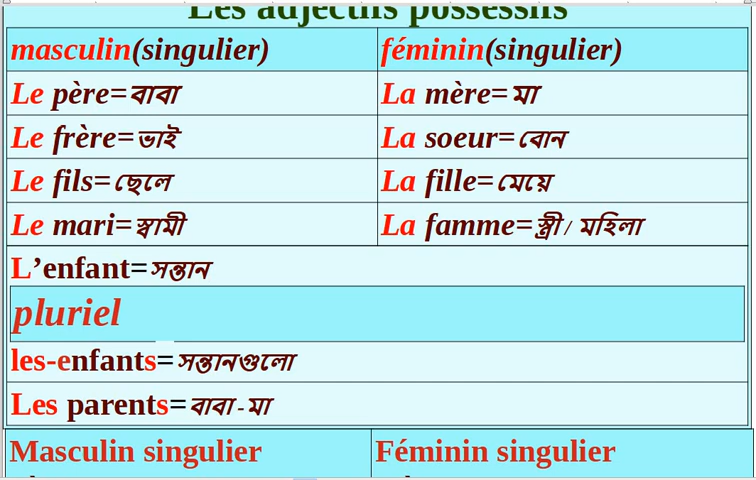 Les adjectifs possessifs
masculin(singulier) féminin(singulier)
Le père=বাবা La mère=মা
Le frère=ভাই La soeur=বোন
Le fils=ছেলে La fille=মেয়ে
Le mari=স্বামী La famme=স্ত্রী/ মহিলা
L’enfant=সন্তান
pluriel
les-enfants=সন্তানগুলো
Les parents=বাবা-মা
Masculin singulier Féminin singulier